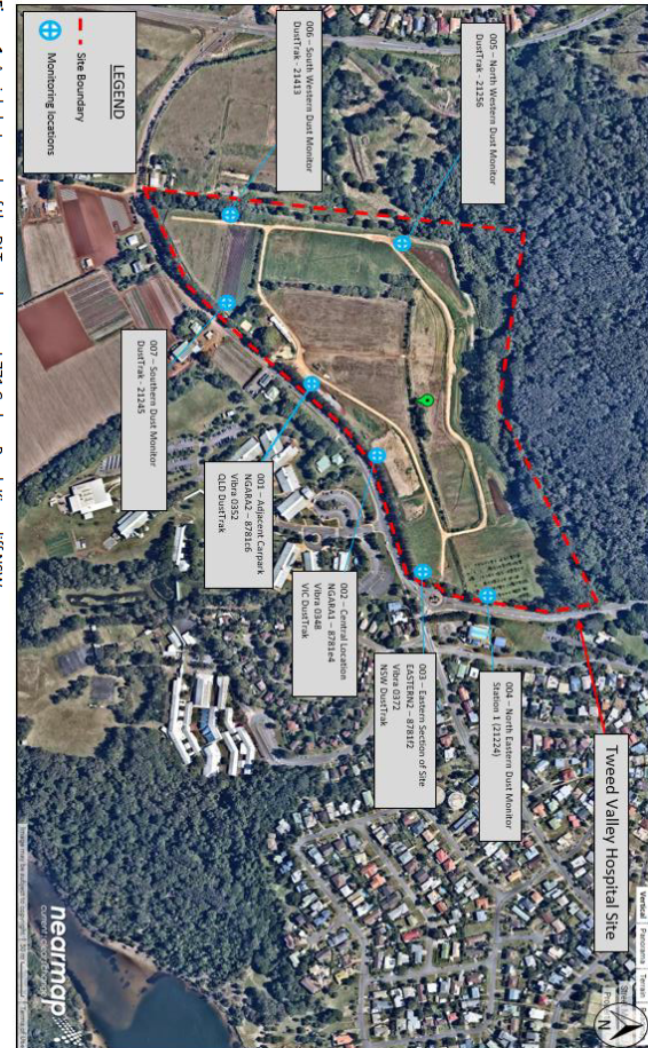 Vertical | Panorama | Terrain
N
Tweed Valley Hospital Site
005 – North Western Dust Monitor
DustTrak - 21256
006 – South Western Dust Monitor
DustTrak - 21413
004 – North Eastern Dust Monitor
Station 1 (21224)
003 – Eastern Section of Site
EASTERN2 – 8781f2
Vibra 0372
NSW DustTrak
002 – Central Location
NGARA1 – 8781e4
Vibra 0348
VIC DustTrak
001 – Adjacent Carpark
NGARA2 – 8781c6
Vibra 0352
QLD DustTrak
007 – Southern Dust Monitor
DustTrak - 21245
LEGEND
Site Boundary
Monitoring locations
nearmap